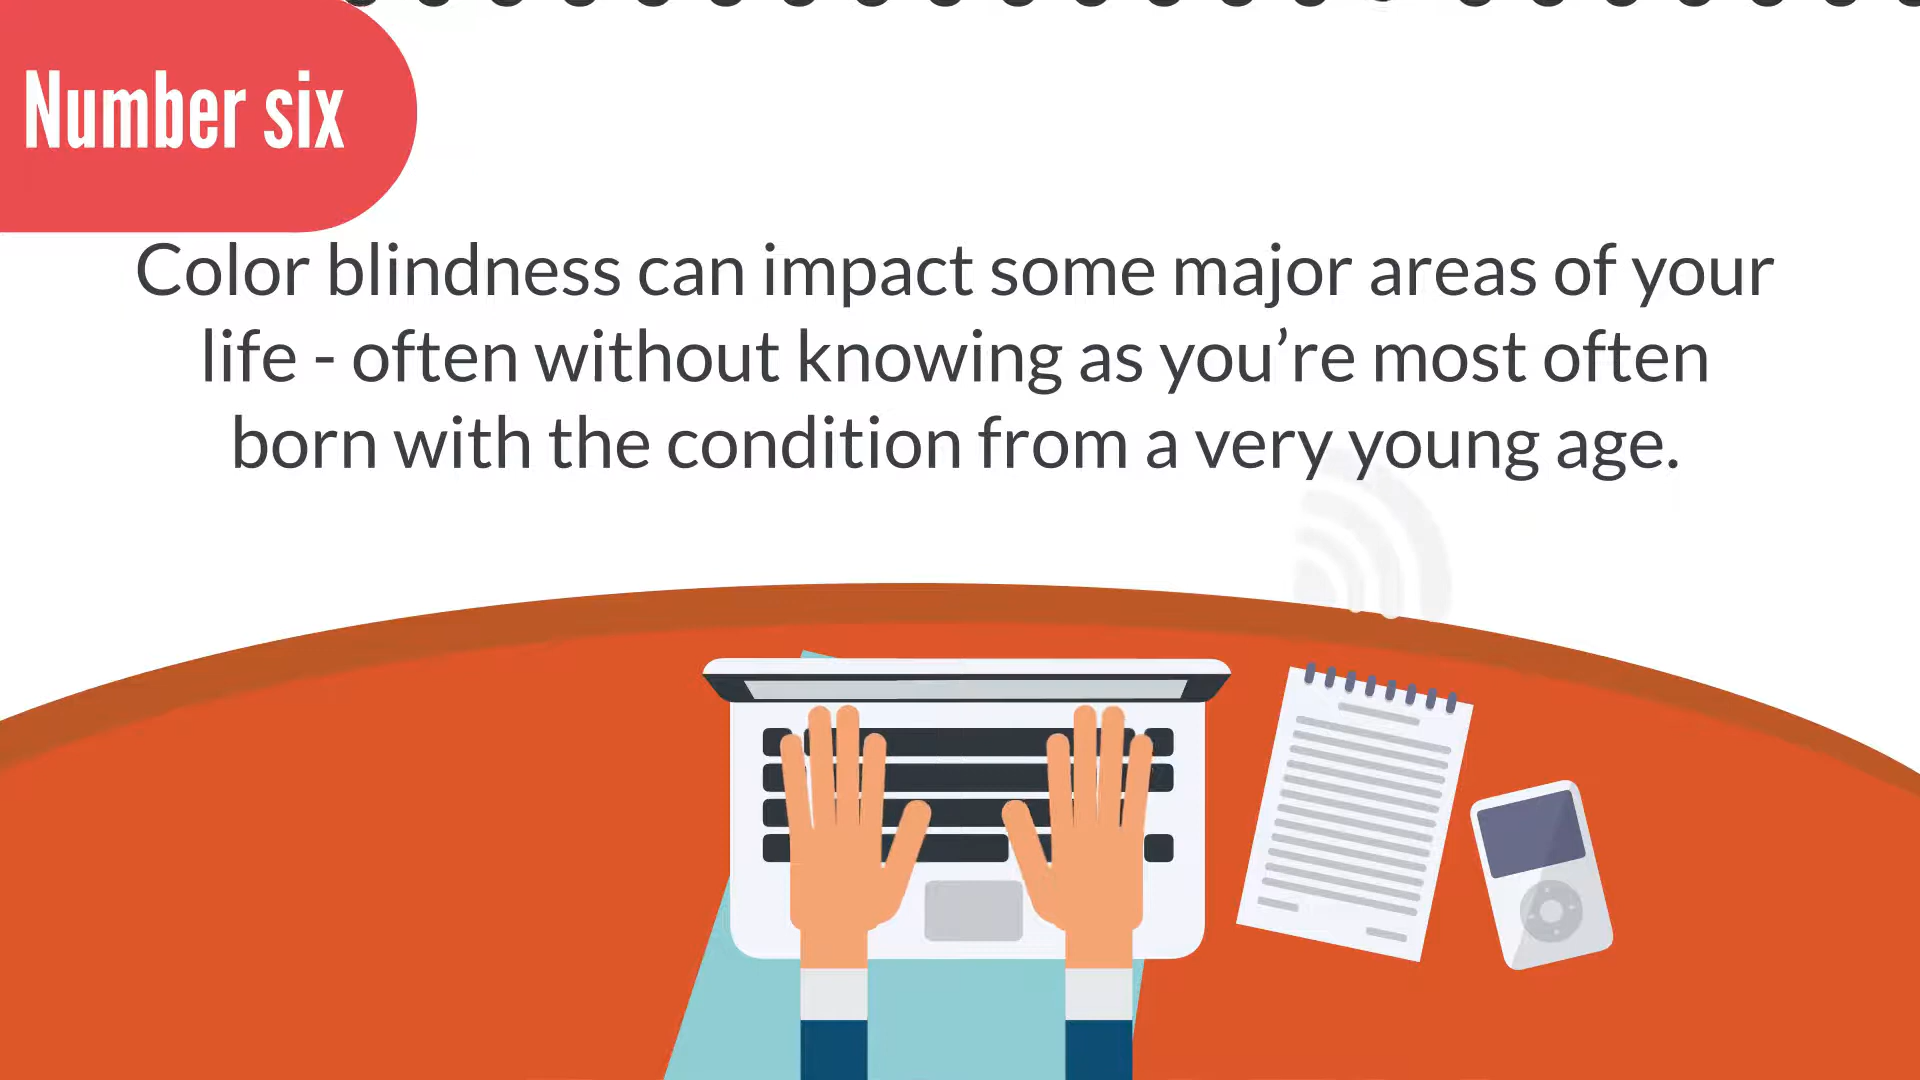 Number six
Color blindness can impact some major areas of your
life - often without knowing as you’re most often
born with the condition from a very young age.